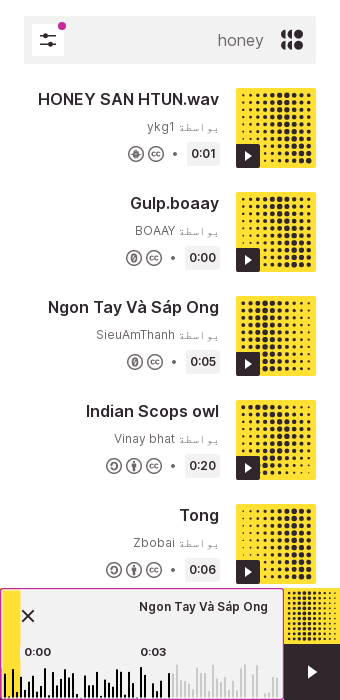 honey
HONEY SAN HTUN.wav
بواسطة ykg1
0:01
Gulp.boaay
بواسطة BOAAY
0:00
Ngon Tay Và Sáp Ong
بواسطة SieuAmThanh
0:05
Indian Scops owl
بواسطة Vinay bhat
0:20
Tong
بواسطة Zbobai
0:06
Ngon Tay Và Sáp Ong
0:00 0:03